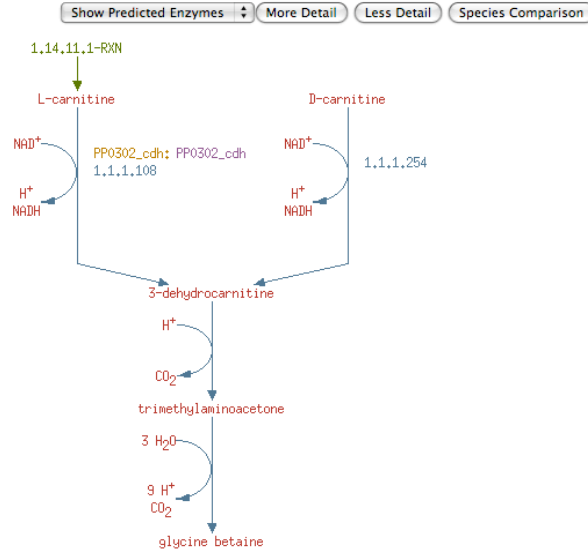 Show Predicted Enzymes More Detail Less Detail Species Comparison
1.14.11.1-RXN
L-carnitine D-carnitine
NAD+ NAD+
PP0302_cdh: PP0302_cdh
1.1.1.108 1.1.1.254
H+ H+
NADH NADH
3-dehydrocarnitine
H+
CO2
trimethylaminoacetone
3 H2O
9 H+
CO2
glycine betaine